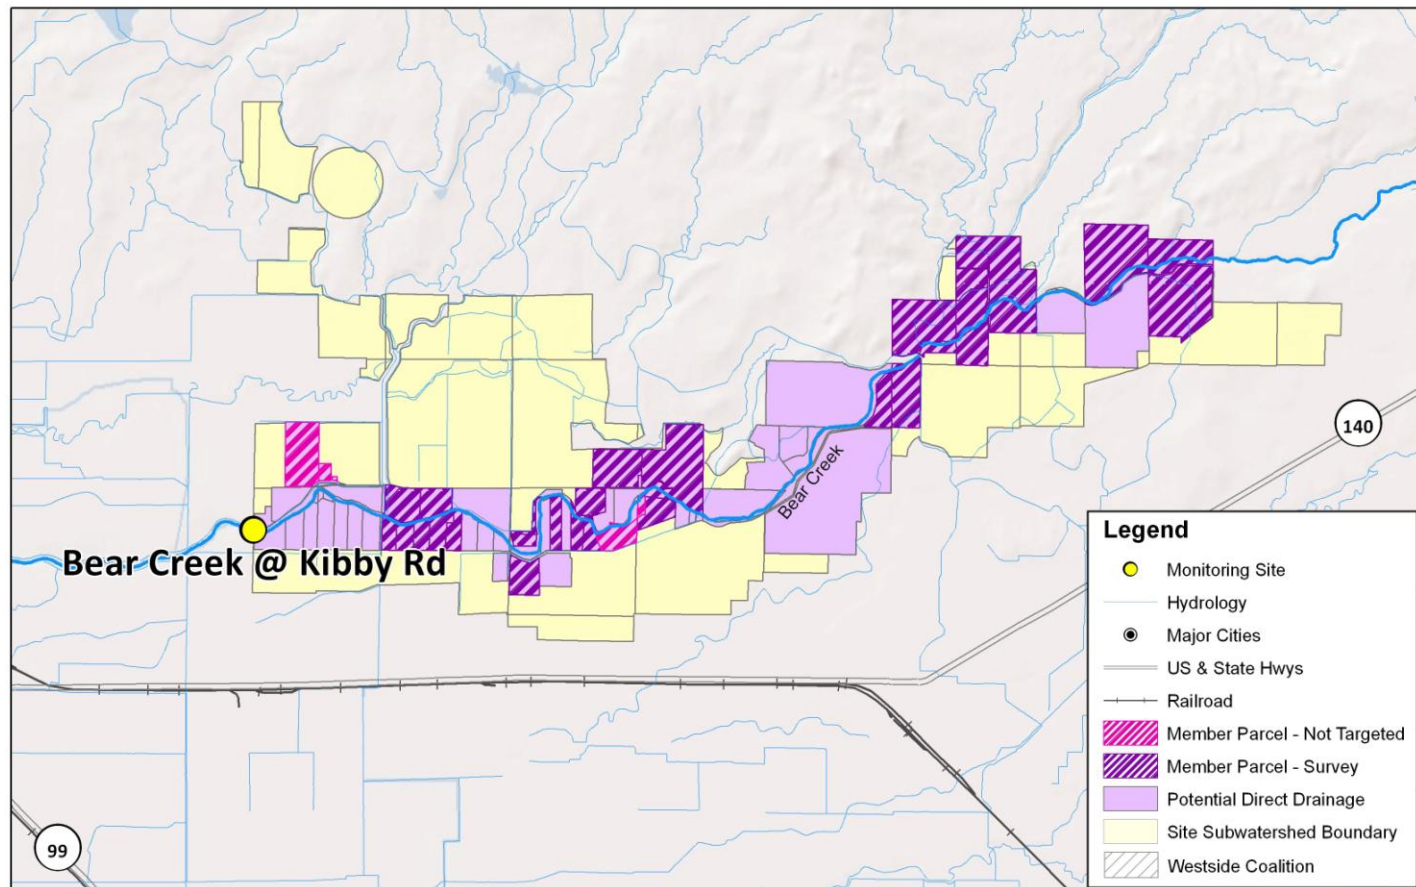 140
Bear Creek
Bear Creek @ Kibby Rd
99
Legend
Monitoring Site
Hydrology
Major Cities
US & State Hwys
Railroad
Member Parcel - Not Targeted
Member Parcel - Survey
Potential Direct Drainage
Site Subwatershed Boundary
Westside Coalition